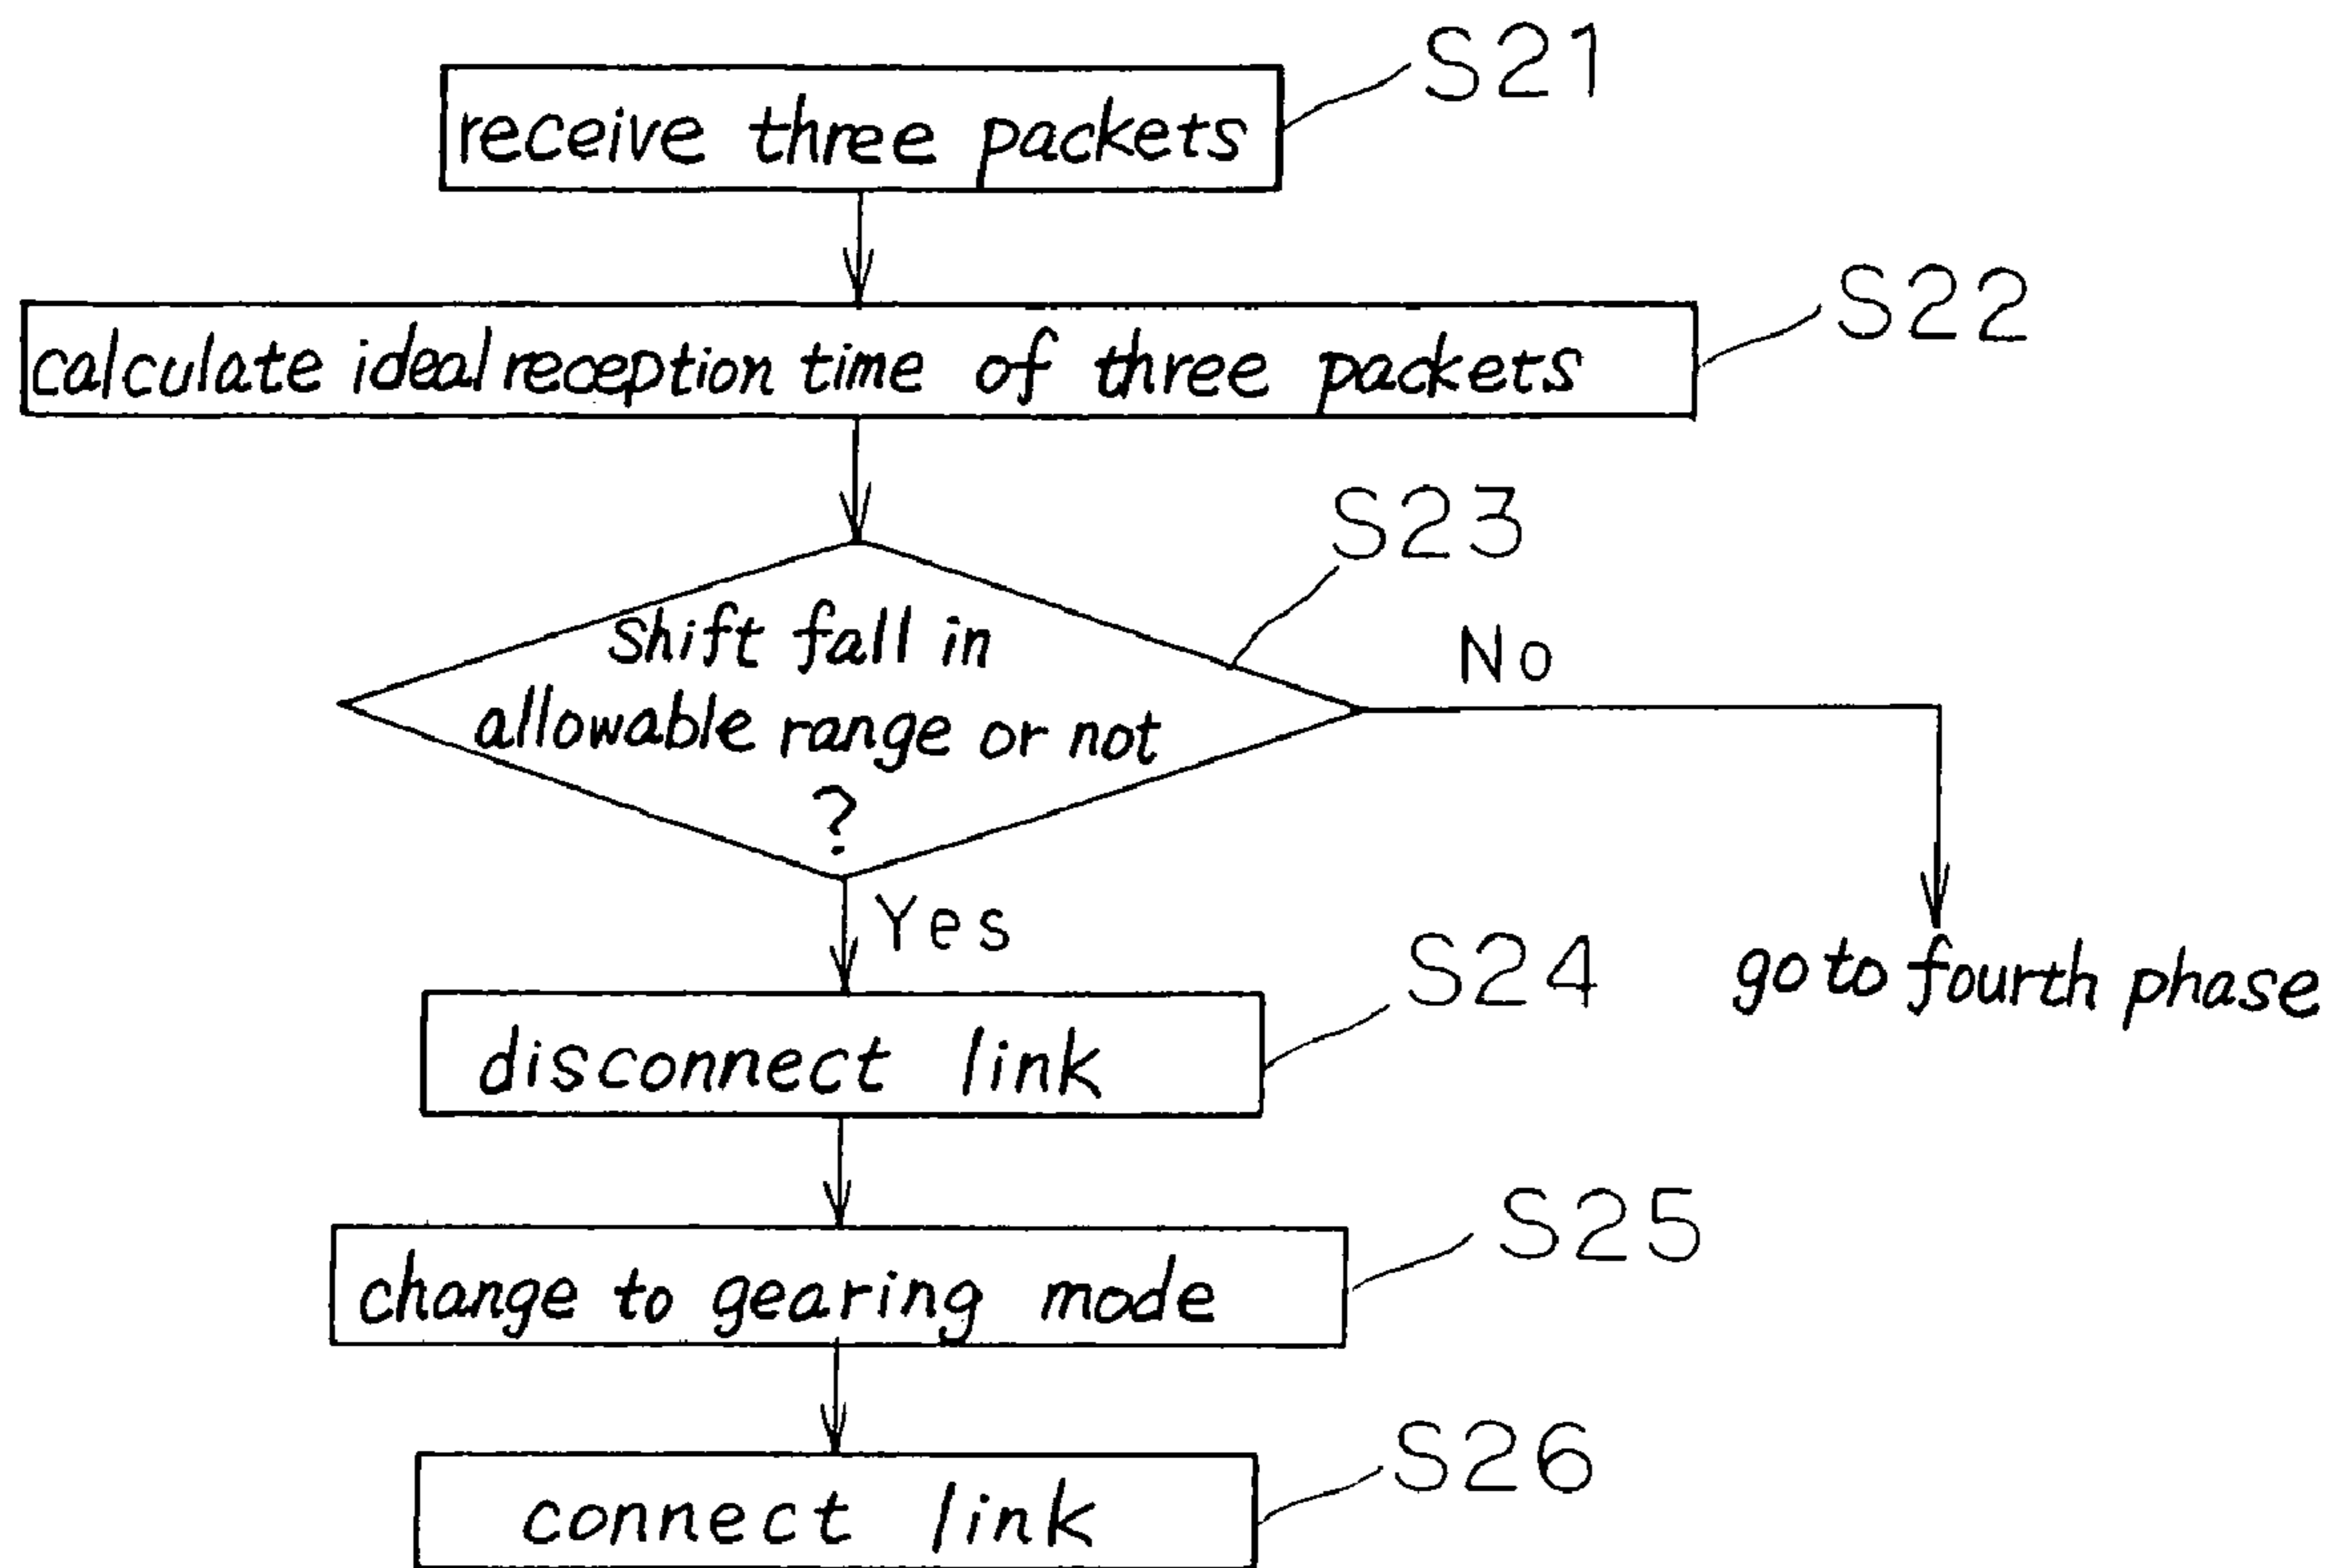 S21
receive three packets
S22
calculate ideal reception time of three packets
S23
Shift fall in
allowable range or not
?
No
Yes
S24
go to fourth phase
disconnect link
S25
change to gearing mode
S26
connect link